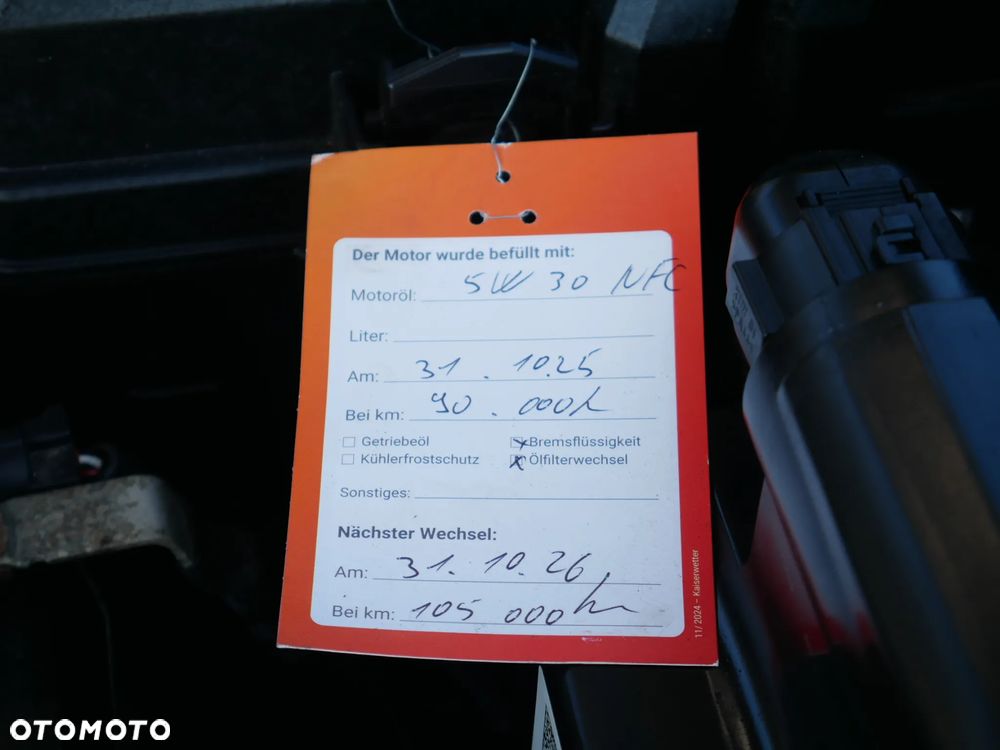 Der Motor wurde befüllt mit:
Motoröl: 5W 30 NFC
Liter:
Am: 31. 10.25
Bei km: 90.000
☐ Getriebeöl ☒ Bremsflüssigkeit
☐ Kühlerfrostschutz ☒ Ölfilterwechsel
Sonstiges:
Nächster Wechsel:
Am: 31. 10. 26
Bei km: 105 000
11/2024 – Kaiserwetter
OTOMOTO